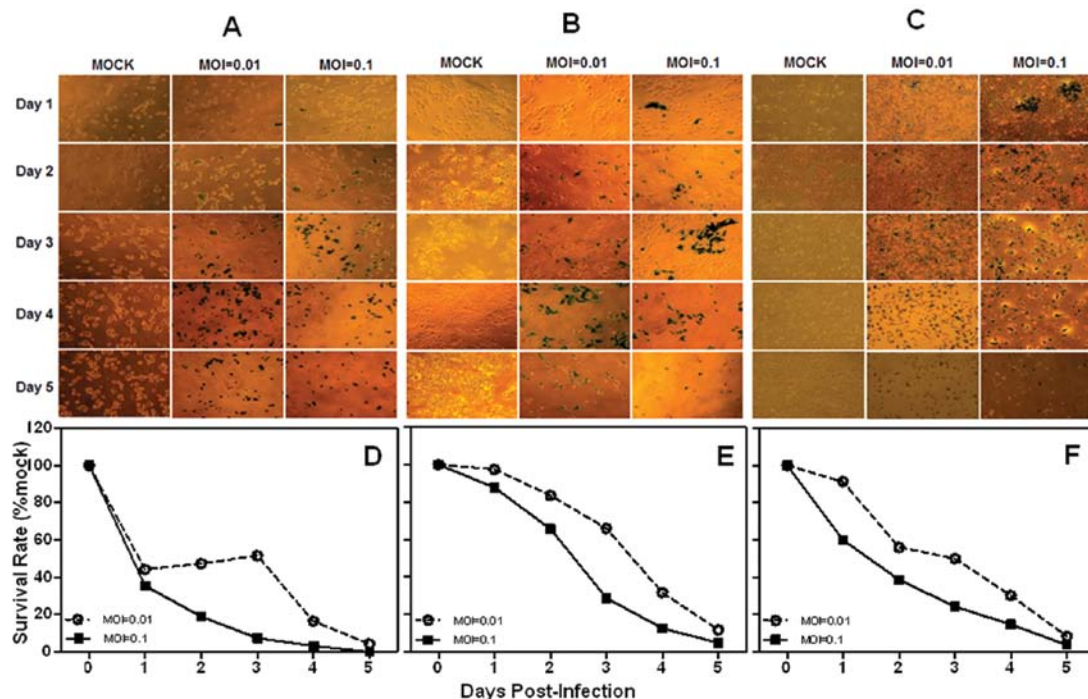 A B C
MOCK MOI=0.01 MOI=0.1 MOCK MOI=0.01 MOI=0.1 MOCK MOI=0.01 MOI=0.1
Day 1
Day 2
Day 3
Day 4
Day 5
Survival Rate (%mock)
120
100
80
60
40
20
0
D E F
MOI=0.01 MOI=0.01 MOI=0.01
MOI=0.1 MOI=0.1 MOI=0.1
0 1 2 3 4 5 0 1 2 3 4 5 0 1 2 3 4 5
Days Post-Infection